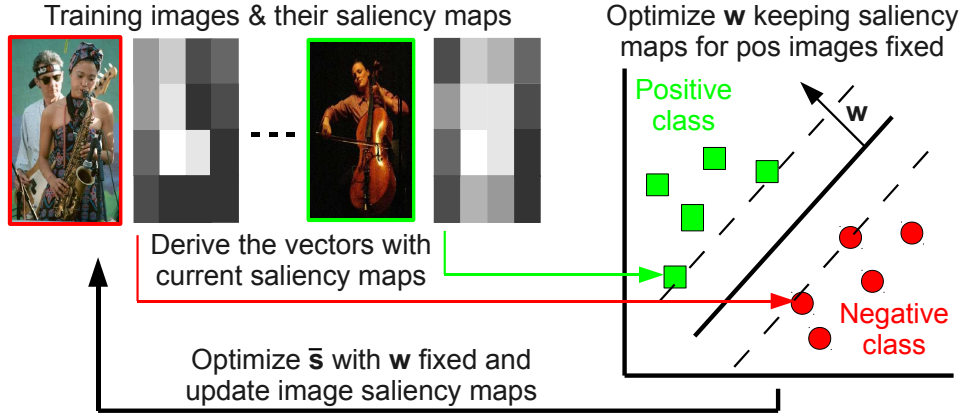 Training images & their saliency maps
Optimize w keeping saliency
maps for pos images fixed
Positive
class
w
Derive the vectors with
current saliency maps
Negative
class
Optimize s̄ with w fixed and
update image saliency maps